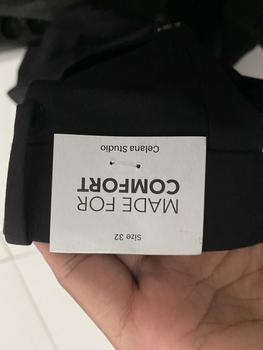 Size 32
MADE FOR
COMFORT
Celana Studio